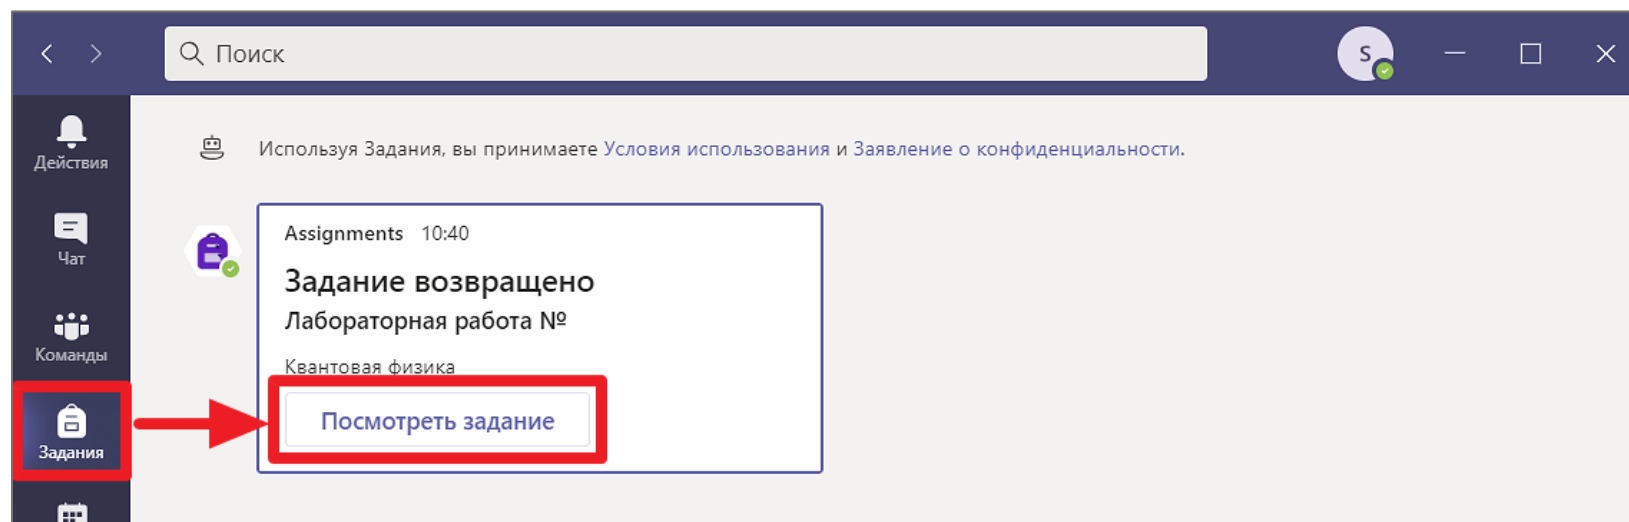 Поиск
S
Действия
Чат
Команды
Задания
Используя Задания, вы принимаете Условия использования и Заявление о конфиденциальности.
Assignments 10:40
Задание возвращено
Лабораторная работа №
Квантовая физика
Посмотреть задание